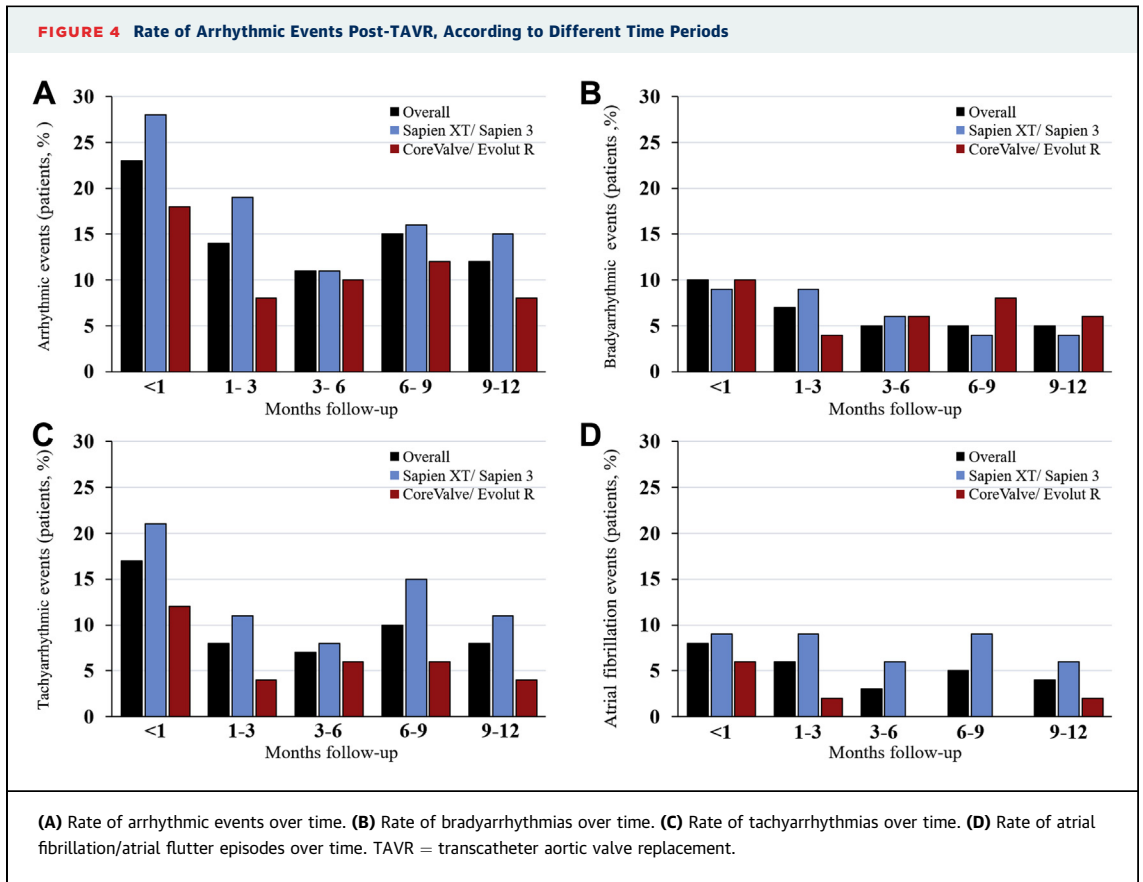 FIGURE 4 Rate of Arrhythmic Events Post-TAVR, According to Different Time Periods
A
30
25
20
15
10
5
0
Arrhythmic events (patients, % )
Overall
Sapien XT/ Sapien 3
CoreValve/ Evolut R
<1 1- 3 3- 6 6- 9 9-12
Months follow-up
B
30
25
20
15
10
5
0
Bradyarrhythmic events (patients ,%)
Overall
Sapien XT/ Sapien 3
CoreValve/ Evolut R
<1 1-3 3-6 6-9 9-12
Months follow-up
C
30
25
20
15
10
5
0
Tachyarrhythmic events (patients, %)
Overall
Sapien XT/ Sapien 3
CoreValve/ Evolut R
<1 1-3 3-6 6-9 9-12
Months follow-up
D
30
25
20
15
10
5
0
Atrial fibrillation events (patients, %)
Overall
Sapien XT/ Sapien 3
CoreValve/ Evolut R
<1 1-3 3-6 6-9 9-12
Months follow-up
(A) Rate of arrhythmic events over time. (B) Rate of bradyarrhythmias over time. (C) Rate of tachyarrhythmias over time. (D) Rate of atrial
fibrillation/atrial flutter episodes over time. TAVR = transcatheter aortic valve replacement.